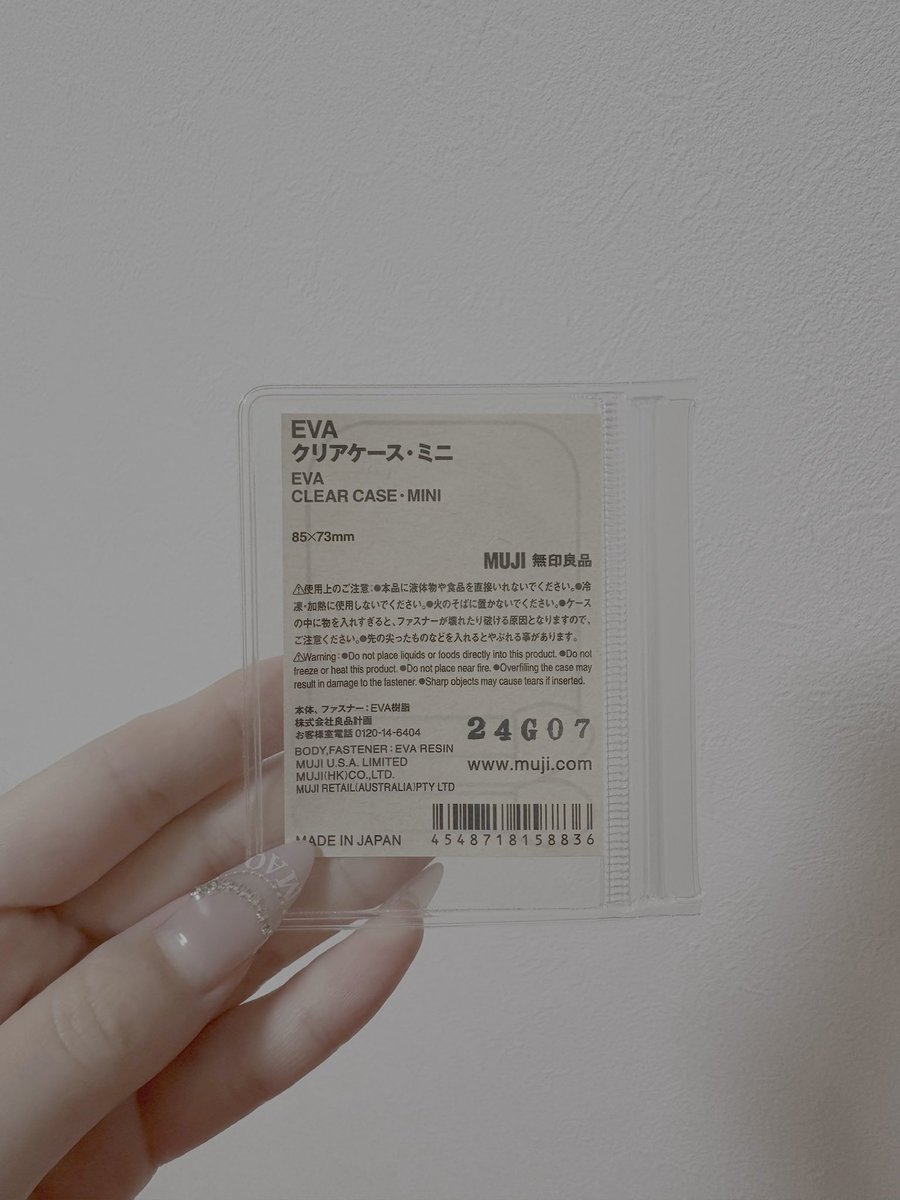 EVA
クリアケース・ミニ
EVA
CLEAR CASE・MINI
85×73mm
MUJI 無印良品
⚠使用上のご注意:●本品に液体物や食品を直接いれないでください。●冷
凍・加熱に使用しないでください。●火のそばに置かないでください。●ケース
の中に物を入れすぎると、ファスナーが壊れたり破ける原因となりますので、
ご注意ください。●先の尖ったものなどを入れるとやぶれる事があります。
⚠Warning:●Do not place liquids or foods directly into this product. ●Do not
freeze or heat this product. ●Do not place near fire. ●Overfilling the case may
result in damage to the fastener. ●Sharp objects may cause tears if inserted.
本体、ファスナー:EVA樹脂
株式会社良品計画
お客様室電話 0120-14-6404
BODY,FASTENER:EVA RESIN
MUJI U.S.A. LIMITED
MUJI(HK)CO.,LTD.
MUJI RETAIL(AUSTRALIA)PTY LTD
24G07
www.muji.com
MADE IN JAPAN
4548718158836